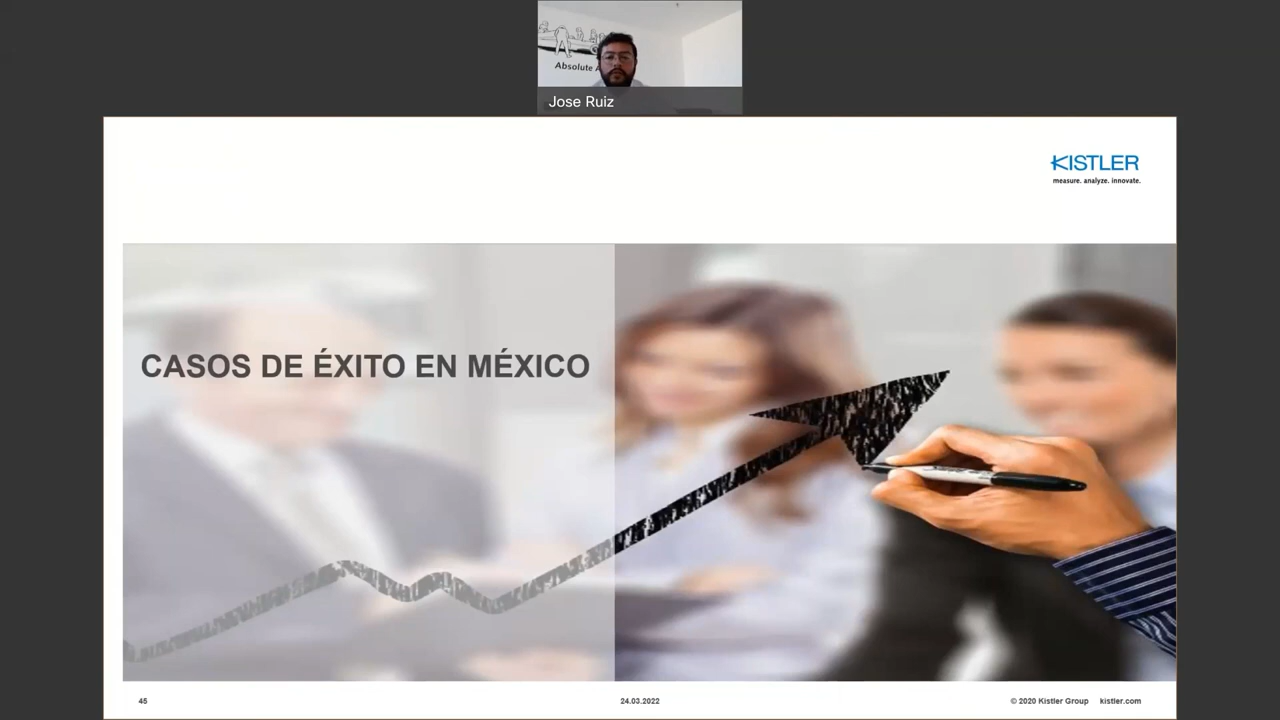 Absolute A
Jose Ruiz
KISTLER
measure. analyze. innovate.
CASOS DE ÉXITO EN MÉXICO
45
24.03.2022
© 2020 Kistler Group
kistler.com